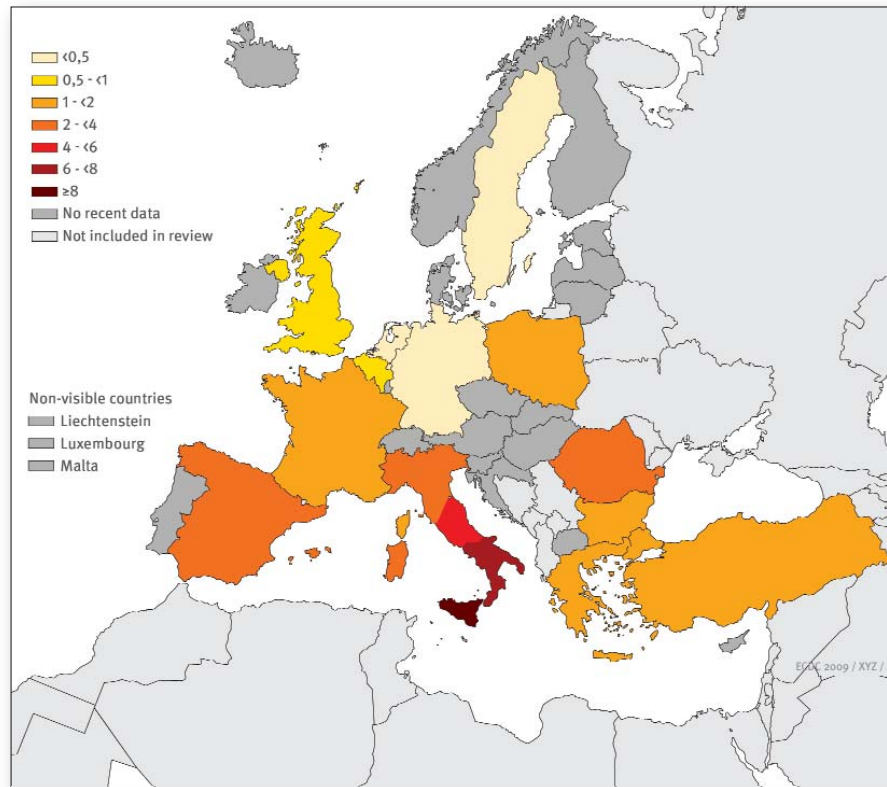 <0,5
0,5 - <1
1 - <2
2 - <4
4 - <6
6 - <8
≥8
No recent data
Not included in review
Non-visible countries
Liechtenstein
Luxembourg
Malta
ECDC 2009 / XYZ /